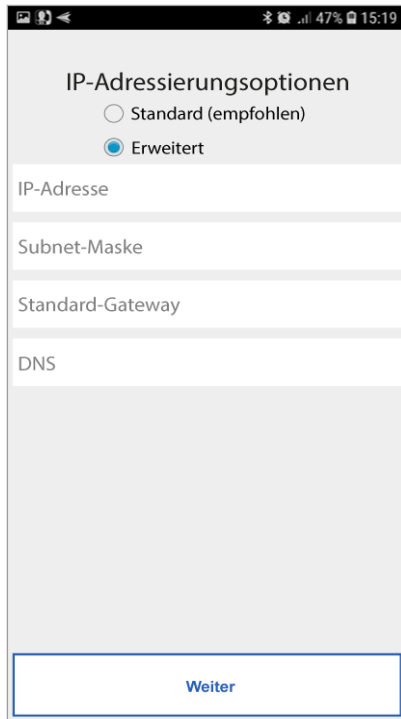 47% 15:19
IP-Adressierungsoptionen
Standard (empfohlen)
Erweitert
IP-Adresse
Subnet-Maske
Standard-Gateway
DNS
Weiter